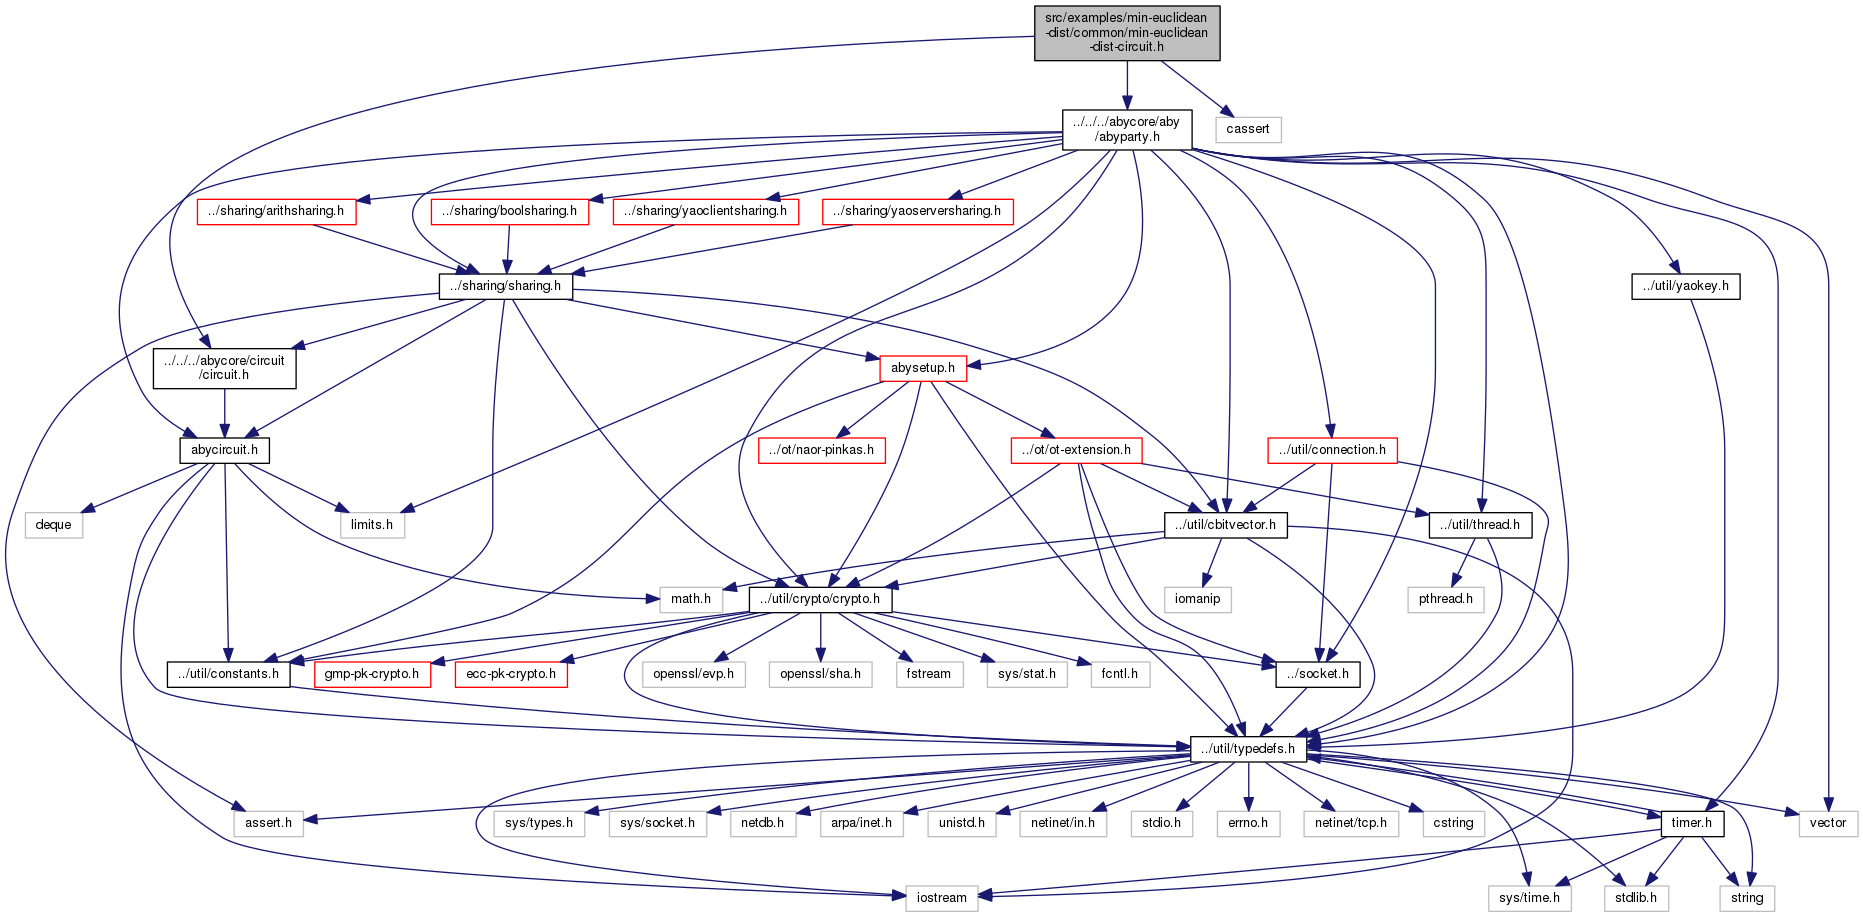 src/examples/min-euclidean
-dist/common/min-euclidean
-dist-circuit.h
../../../abycore/aby
/abyparty.h
cassert
../sharing/arithsharing.h
../sharing/boolsharing.h
../sharing/yaoclientsharing.h
../sharing/yaoserversharing.h
../sharing/sharing.h
../util/yaokey.h
../../../abycore/circuit
/circuit.h
abysetup.h
abycircuit.h
../ot/naor-pinkas.h
../ot/ot-extension.h
../util/connection.h
deque
limits.h
../util/cbitvector.h
../util/thread.h
math.h
../util/crypto/crypto.h
iomanip
pthread.h
../util/constants.h
gmp-pk-crypto.h
ecc-pk-crypto.h
openssl/evp.h
openssl/sha.h
fstream
sys/stat.h
fcntl.h
../socket.h
../util/typedefs.h
assert.h
sys/types.h
sys/socket.h
netdb.h
arpa/inet.h
unistd.h
netinet/in.h
stdio.h
errno.h
netinet/tcp.h
cstring
timer.h
vector
iostream
sys/time.h
stdlib.h
string